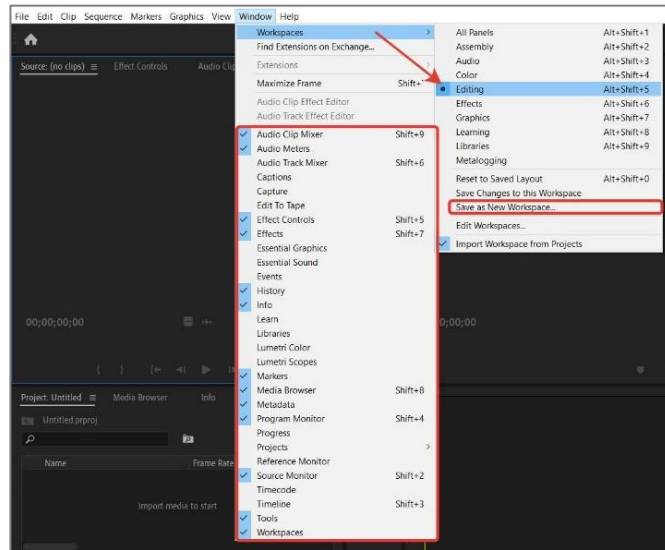 File Edit Clip Sequence Markers Graphics View Window Help
Source: (no clips) Effect Controls Audio Clip
Workspaces
Find Extensions on Exchange...
Extensions
Maximize Frame Shift+`
Audio Clip Effect Editor
Audio Track Effect Editor
Audio Clip Mixer Shift+9
Audio Meters
Audio Track Mixer Shift+6
Captions
Capture
Edit To Tape
Effect Controls Shift+5
Effects Shift+7
Essential Graphics
Essential Sound
Events
History
Info
Learn
Libraries
Lumetri Color
Lumetri Scopes
Markers
Media Browser Shift+8
Metadata
Program Monitor Shift+4
Progress
Projects
Reference Monitor
Source Monitor Shift+2
Timecode
Timeline Shift+3
Tools
Workspaces
All Panels Alt+Shift+1
Assembly Alt+Shift+2
Audio Alt+Shift+3
Color Alt+Shift+4
Editing Alt+Shift+5
Effects Alt+Shift+6
Graphics Alt+Shift+7
Learning Alt+Shift+8
Libraries Alt+Shift+9
Metalogging
Reset to Saved Layout Alt+Shift+0
Save Changes to this Workspace
Save as New Workspace...
Edit Workspaces...
Import Workspace from Projects
00;00;00;00
0;00;00
Project: Untitled Media Browser Info
Untitled.prproj
Name Frame Rate
Import media to start